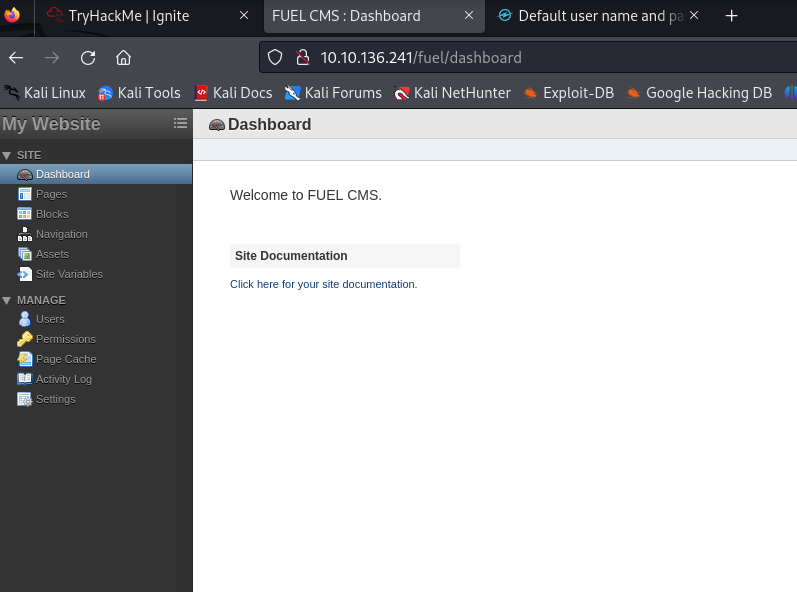 TryHackMe | Ignite
FUEL CMS : Dashboard
Default user name and pa
10.10.136.241/fuel/dashboard
Kali Linux Kali Tools Kali Docs Kali Forums Kali NetHunter Exploit-DB Google Hacking DB
My Website
Dashboard
SITE
Dashboard
Pages
Blocks
Navigation
Assets
Site Variables
MANAGE
Users
Permissions
Page Cache
Activity Log
Settings
Welcome to FUEL CMS.
Site Documentation
Click here for your site documentation.